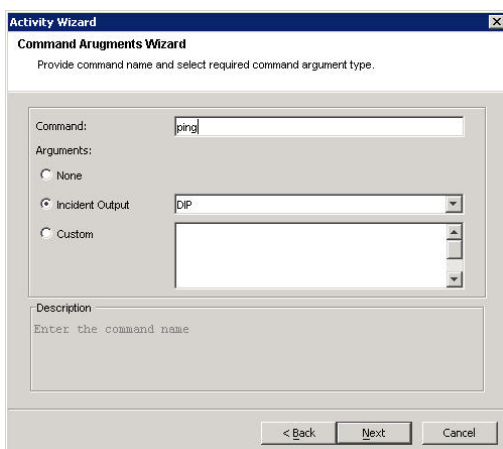 Activity Wizard
Command Arugments Wizard
Provide command name and select required command argument type.
Command: ping
Arguments:
None
Incident Output DIP
Custom
Description
Enter the command name
< Back Next Cancel